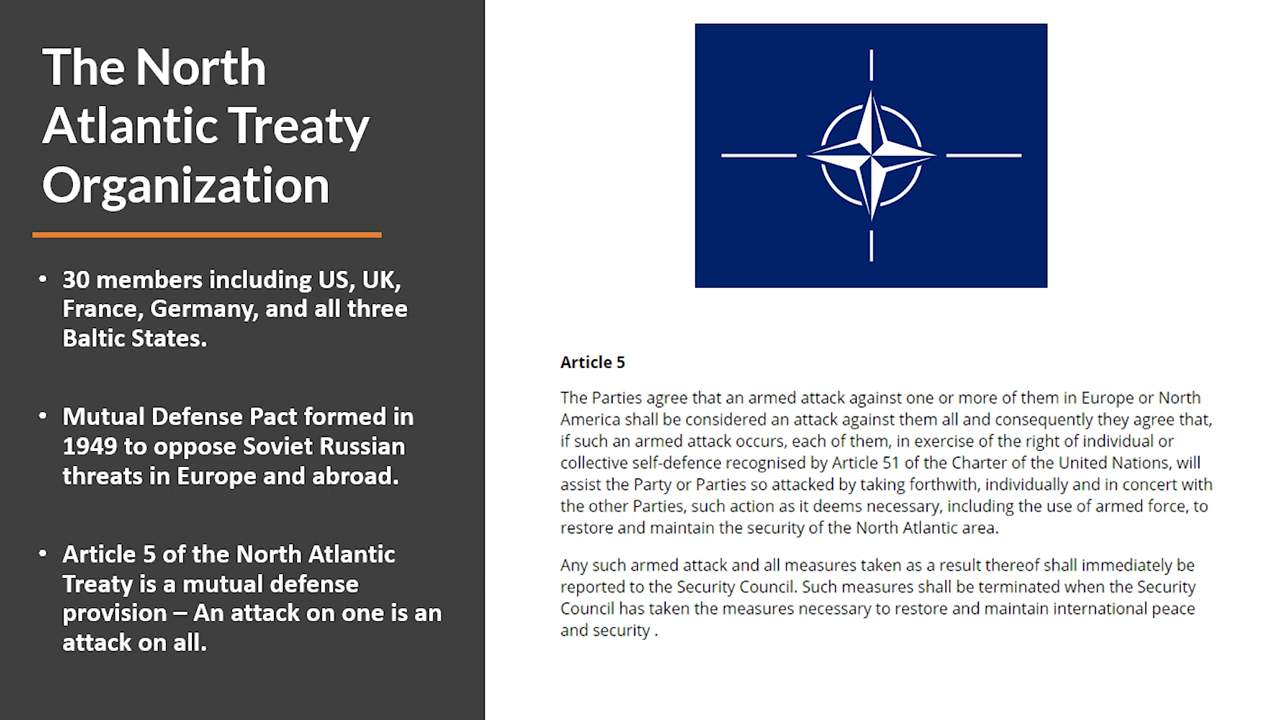 The North
Atlantic Treaty
Organization
• 30 members including US, UK,
France, Germany, and all three
Baltic States.
• Mutual Defense Pact formed in
1949 to oppose Soviet Russian
threats in Europe and abroad.
• Article 5 of the North Atlantic
Treaty is a mutual defense
provision – An attack on one is an
attack on all.
Article 5
The Parties agree that an armed attack against one or more of them in Europe or North
America shall be considered an attack against them all and consequently they agree that,
if such an armed attack occurs, each of them, in exercise of the right of individual or
collective self-defence recognised by Article 51 of the Charter of the United Nations, will
assist the Party or Parties so attacked by taking forthwith, individually and in concert with
the other Parties, such action as it deems necessary, including the use of armed force, to
restore and maintain the security of the North Atlantic area.
Any such armed attack and all measures taken as a result thereof shall immediately be
reported to the Security Council. Such measures shall be terminated when the Security
Council has taken the measures necessary to restore and maintain international peace
and security .